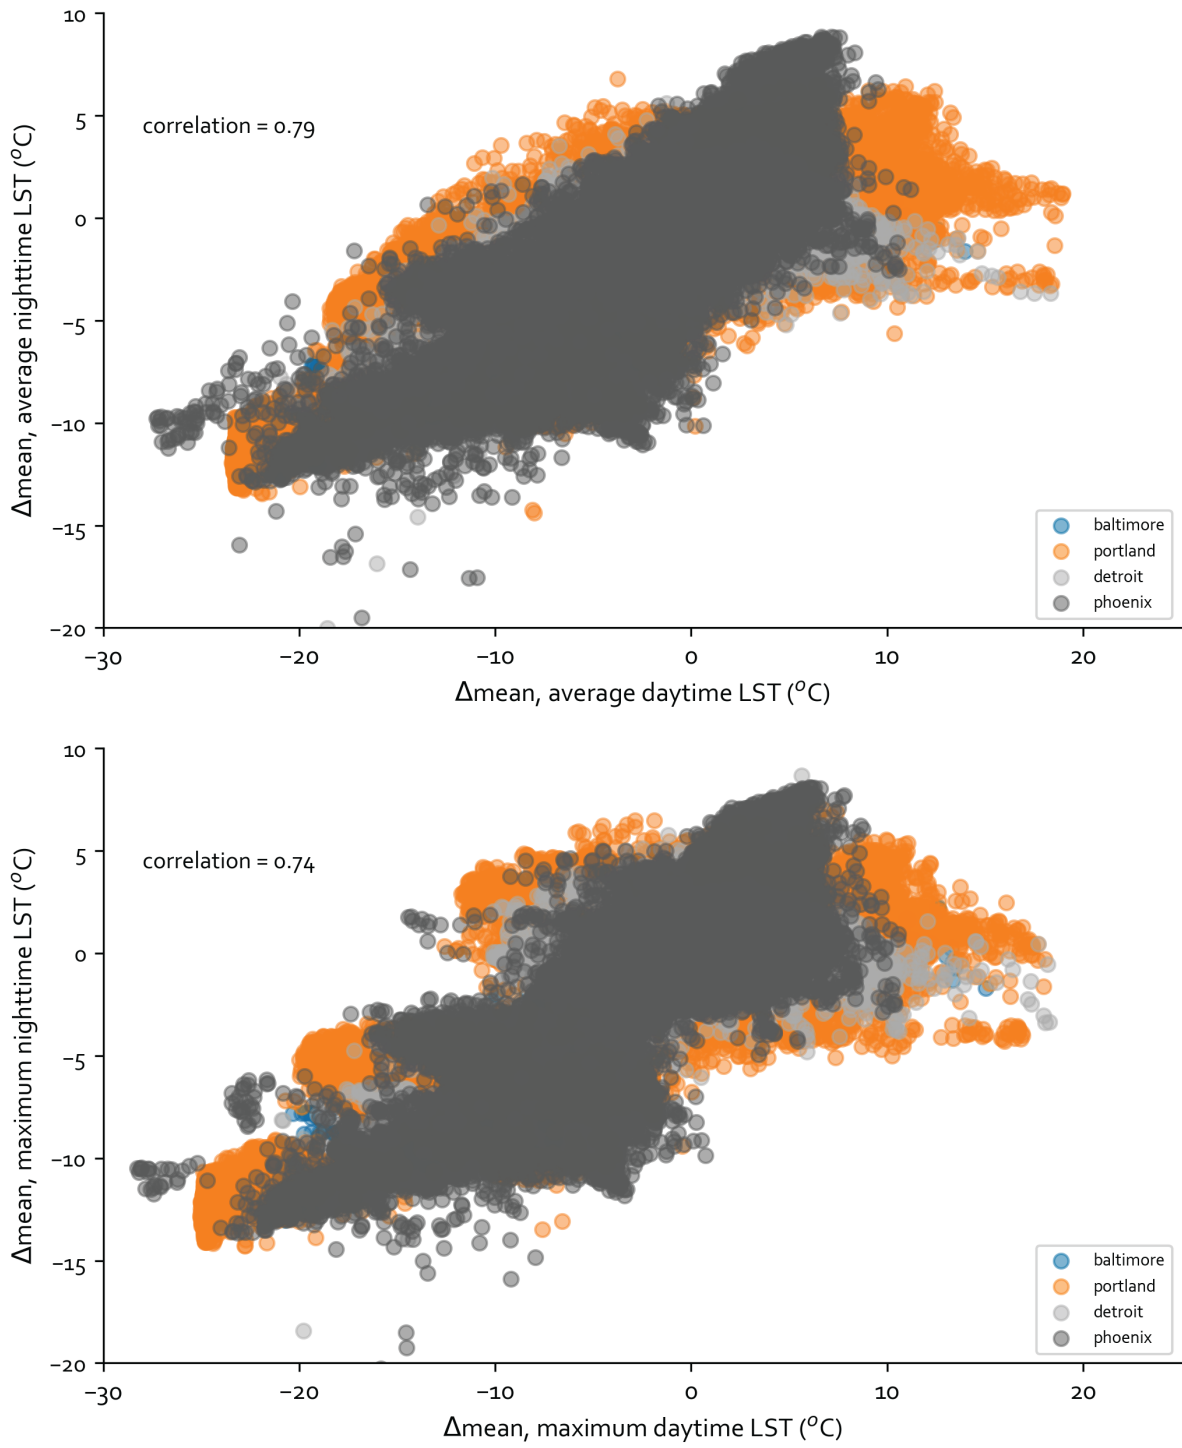 10
5
0
−5
−10
−15
−20
Δmean, average nighttime LST (°C)
correlation = 0.79
baltimore
portland
detroit
phoenix
−30 −20 −10 0 10 20
Δmean, average daytime LST (°C)
10
5
0
−5
−10
−15
−20
Δmean, maximum nighttime LST (°C)
correlation = 0.74
baltimore
portland
detroit
phoenix
−30 −20 −10 0 10 20
Δmean, maximum daytime LST (°C)